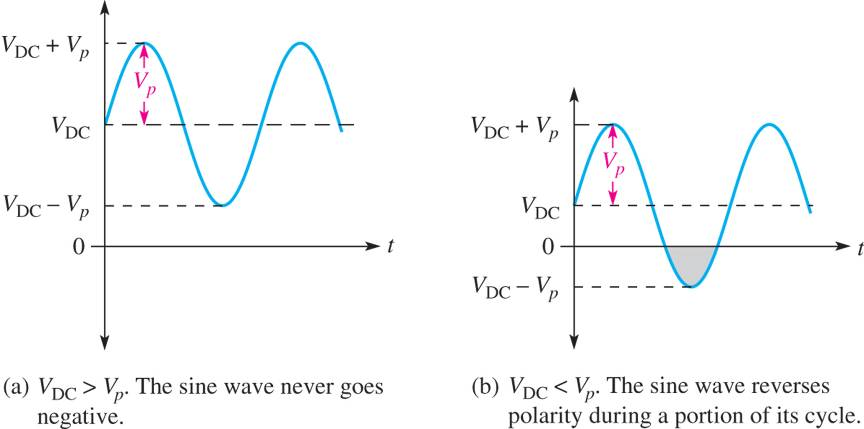 V_DC + V_p
V_p
V_DC
V_DC − V_p
0
t
(a) V_DC > V_p. The sine wave never goes
negative.
V_DC + V_p
V_p
V_DC
0
t
V_DC − V_p
(b) V_DC < V_p. The sine wave reverses
polarity during a portion of its cycle.